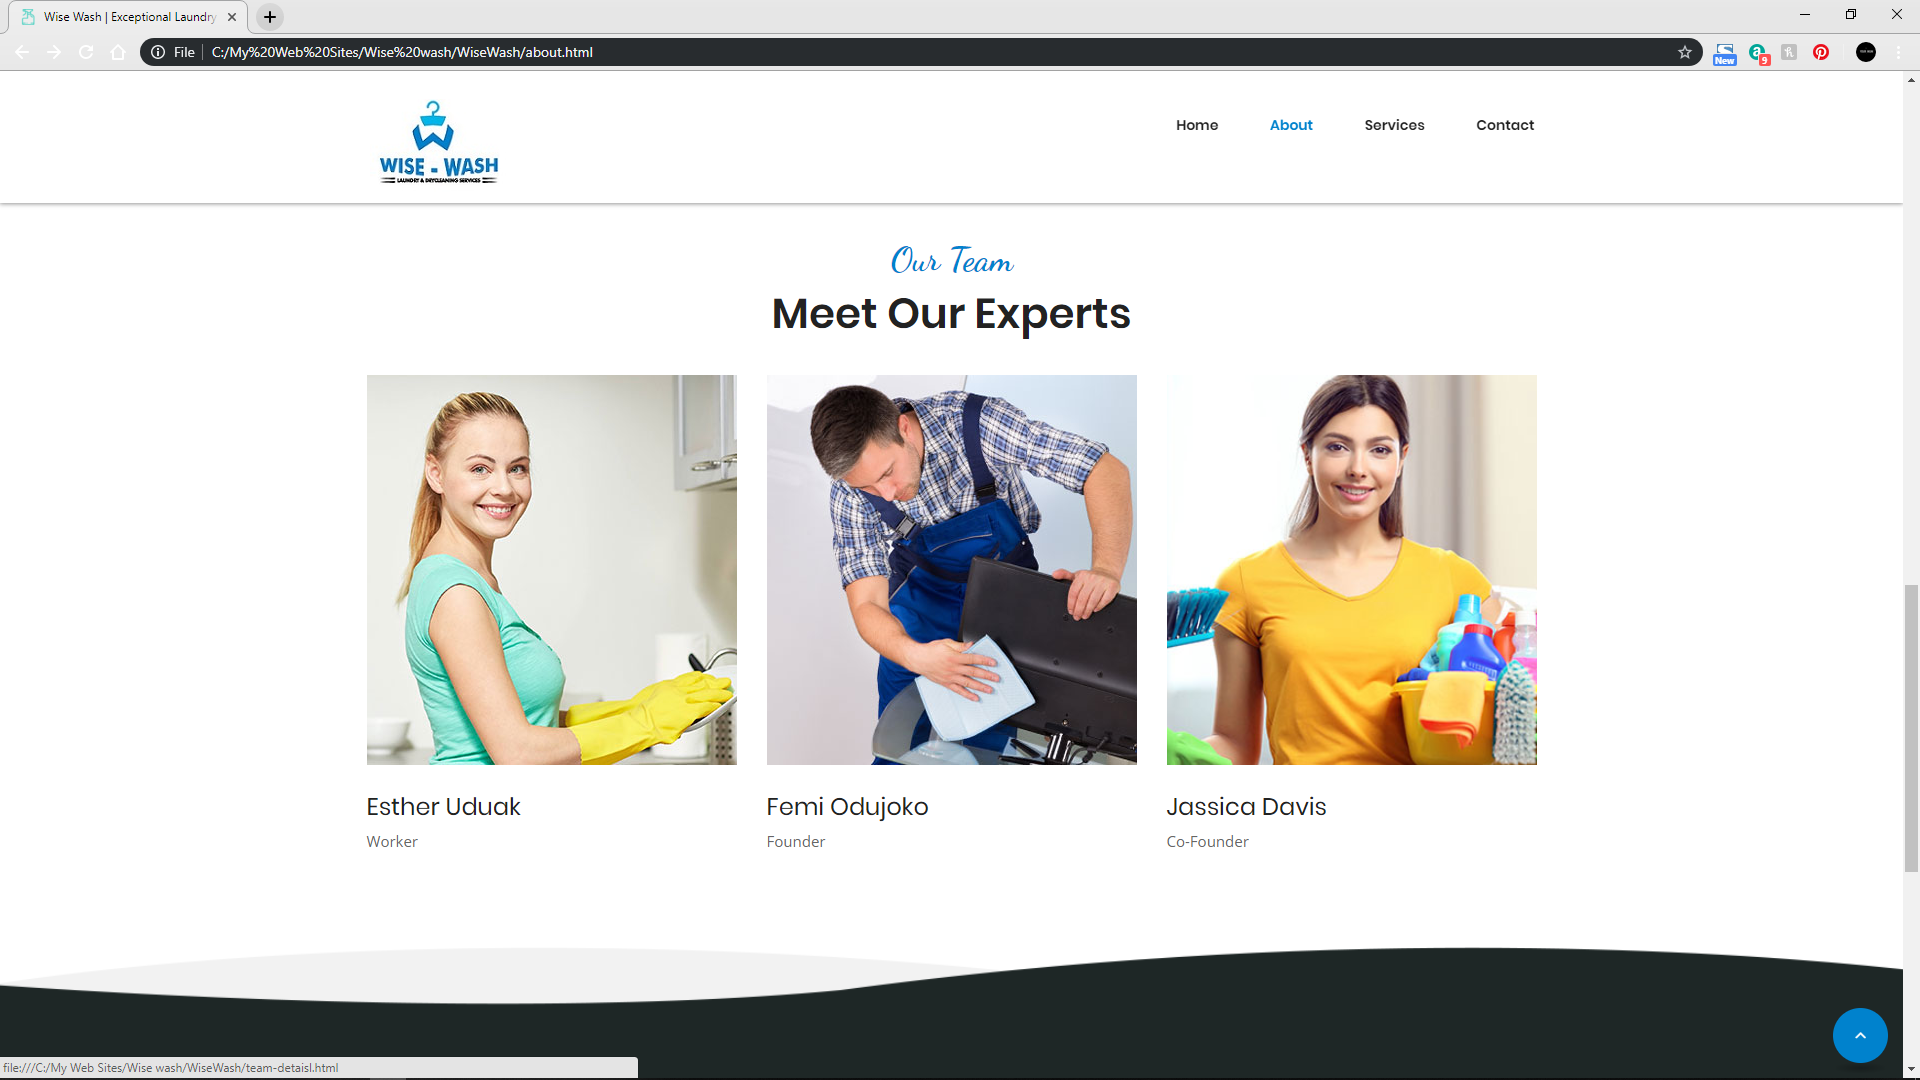 Wise Wash | Exceptional Laundry
File
C:/My%20Web%20Sites/Wise%20wash/WiseWash/about.html
New
a
9
WISE - WASH
LAUNDRY & DRYCLEANING SERVICES
Home
About
Services
Contact
Our Team
Meet Our Experts
Esther Uduak
Femi Odujoko
Jassica Davis
Worker
Founder
Co-Founder
file:///C:/My Web Sites/Wise wash/WiseWash/team-detaisl.html